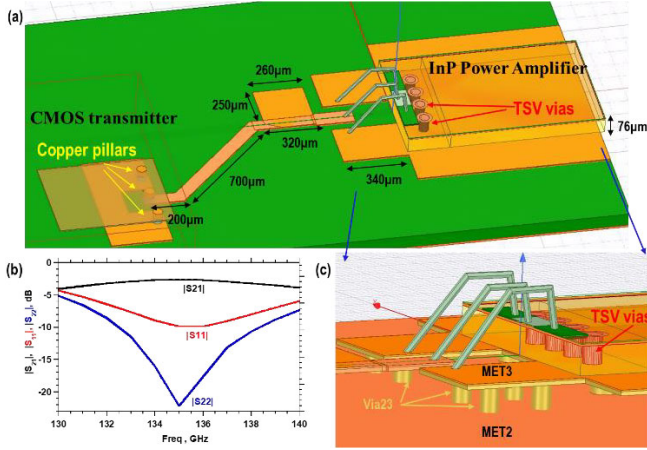 (a)
260μm
InP Power Amplifier
250μm
CMOS transmitter
TSV vias
76μm
320μm
Copper pillars
700μm
340μm
200μm
(b)
(c)
|S21|, |S11|, |S22|, dB
0
-5
-10
-15
-20
|S21|
|S11|
|S22|
130 132 134 136 138 140
Freq , GHz
TSV vias
MET3
Via23
MET2